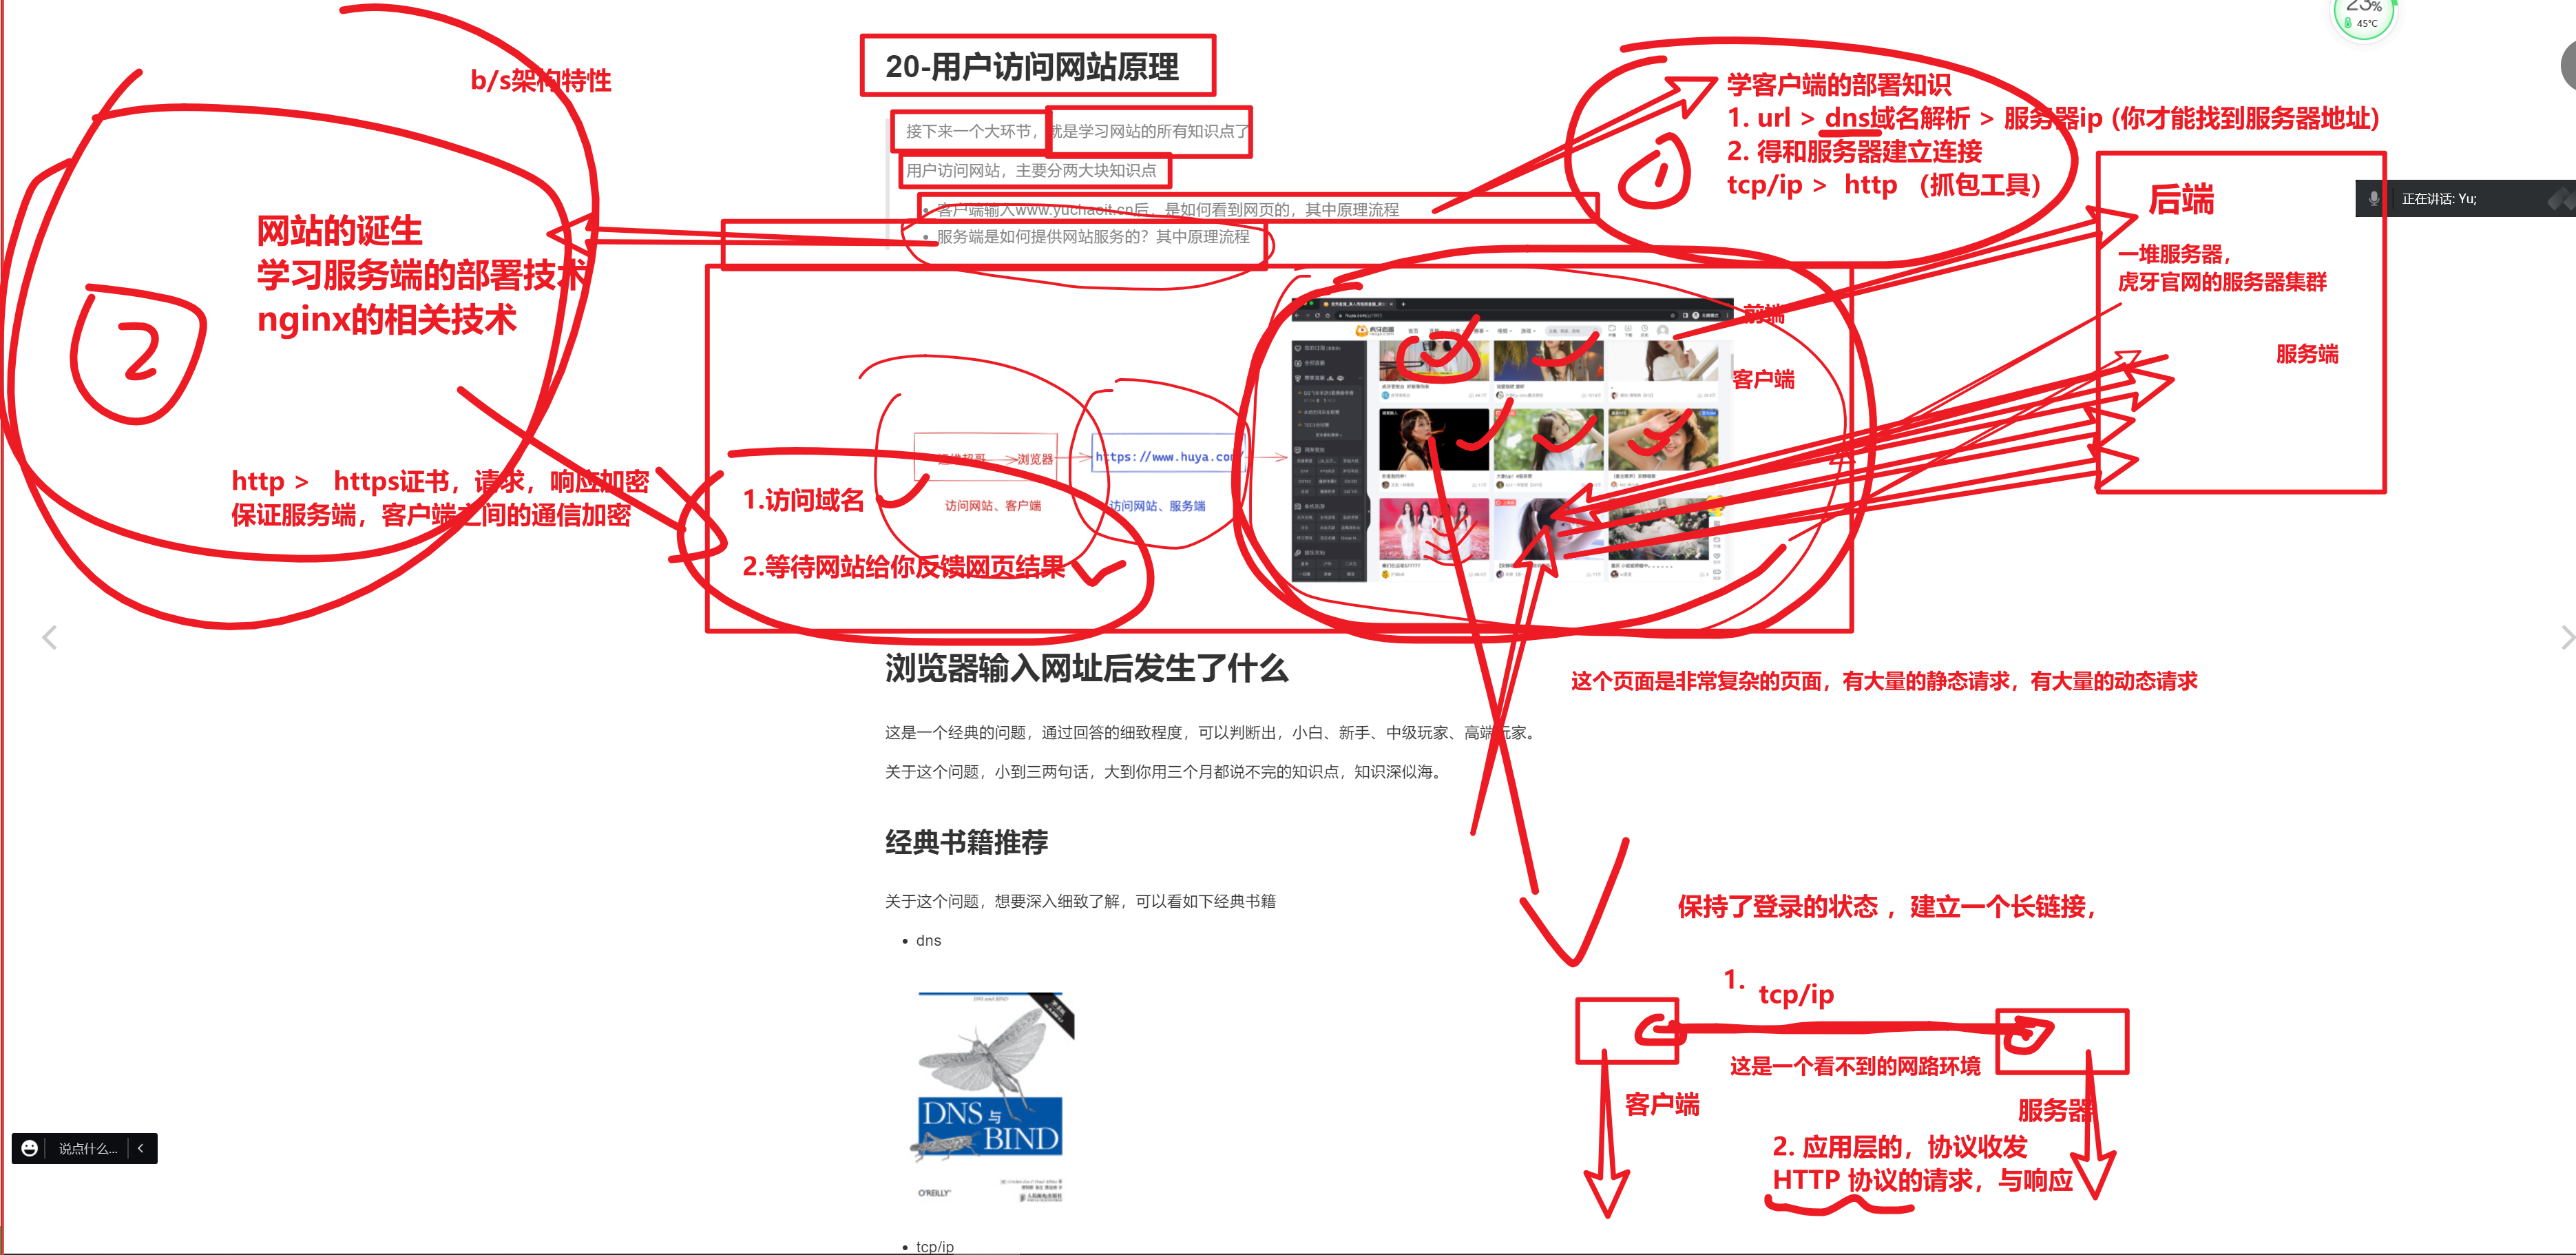 23%
45°C
b/s架构特性
20-用户访问网站原理
接下来一个大环节，就是学习网站的所有知识点了
用户访问网站，主要分两大块知识点
客户端输入www.yuchaoit.cn后，是如何看到网页的，其中原理流程
服务端是如何提供网站服务的？其中原理流程
1
学客户端的部署知识
1. url > dns域名解析 > 服务器ip (你才能找到服务器地址)
2. 得和服务器建立连接
tcp/ip > http （抓包工具）
正在讲话: Yu;
后端
一堆服务器，
虎牙官网的服务器集群
服务端
网站的诞生
学习服务端的部署技术
nginx的相关技术
2
http > https证书，请求，响应加密
保证服务端，客户端之间的通信加密
运维超哥
浏览器
https://www.huya.com/
访问网站、客户端
访问网站、服务端
1.访问域名
2.等待网站给你反馈网页结果
前端
客户端
浏览器输入网址后发生了什么
这个页面是非常复杂的页面，有大量的静态请求，有大量的动态请求
这是一个经典的问题，通过回答的细致程度，可以判断出，小白、新手、中级玩家、高端玩家。
关于这个问题，小到三两句话，大到你用三个月都说不完的知识点，知识深似海。
经典书籍推荐
关于这个问题，想要深入细致了解，可以看如下经典书籍
dns
DNS and BIND
DNS与
BIND
O'REILLY
人民邮电出版社
tcp/ip
保持了登录的状态 ，建立一个长链接，
1.
tcp/ip
这是一个看不到的网路环境
客户端
服务器
2. 应用层的，协议收发
HTTP 协议的请求，与响应
说点什么...